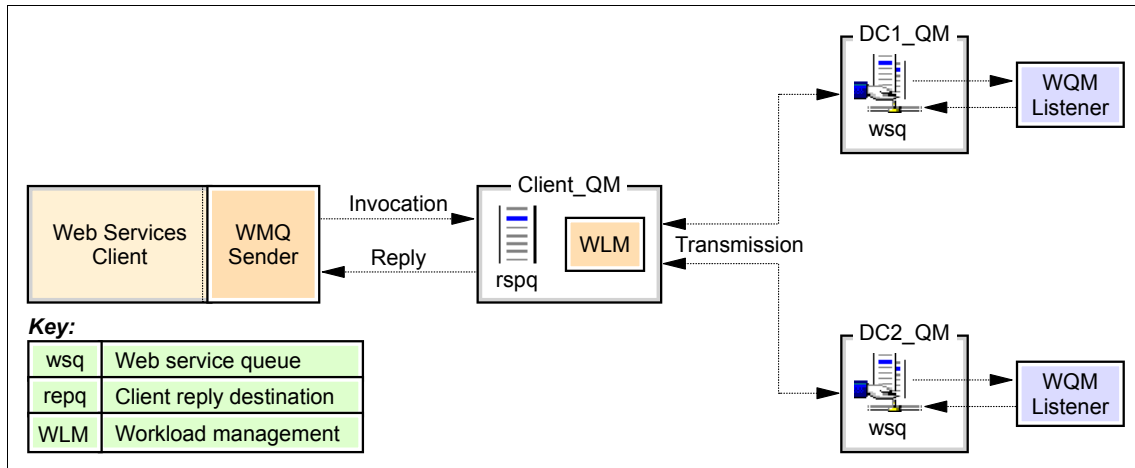 DC1_QM
wsq
WQM
Listener
Client_QM
Web Services
Client
WMQ
Sender
Invocation
Reply
rspq
WLM
Transmission
Key:
wsq Web service queue
repq Client reply destination
WLM Workload management
DC2_QM
wsq
WQM
Listener